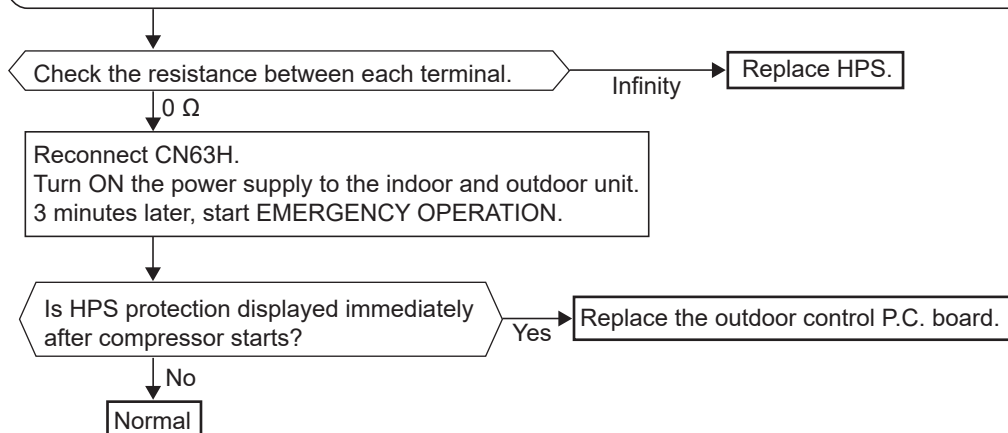 Check the resistance between each terminal.
Infinity
Replace HPS.
0 Ω
Reconnect CN63H.
Turn ON the power supply to the indoor and outdoor unit.
3 minutes later, start EMERGENCY OPERATION.
Is HPS protection displayed immediately
after compressor starts?
Yes
Replace the outdoor control P.C. board.
No
Normal